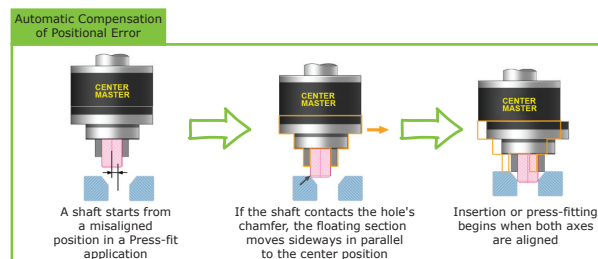 Automatic Compensation
of Positional Error
CENTER
MASTER
A shaft starts from
a misaligned
position in a Press-fit
application
CENTER
MASTER
If the shaft contacts the hole's
chamfer, the floating section
moves sideways in parallel
to the center position
CENTER
MASTER
Insertion or press-fitting
begins when both axes
are aligned